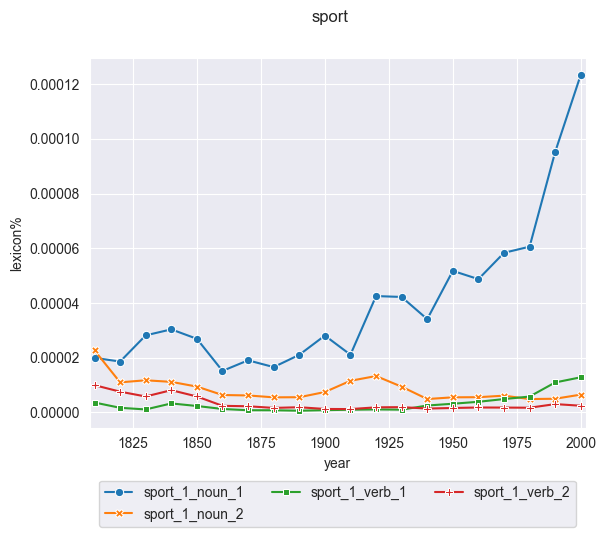 sport
0.00012
0.00010
0.00008
0.00006
0.00004
0.00002
0.00000
lexicon%
1825 1850 1875 1900 1925 1950 1975 2000
year
sport_1_noun_1 sport_1_verb_1 sport_1_verb_2
sport_1_noun_2